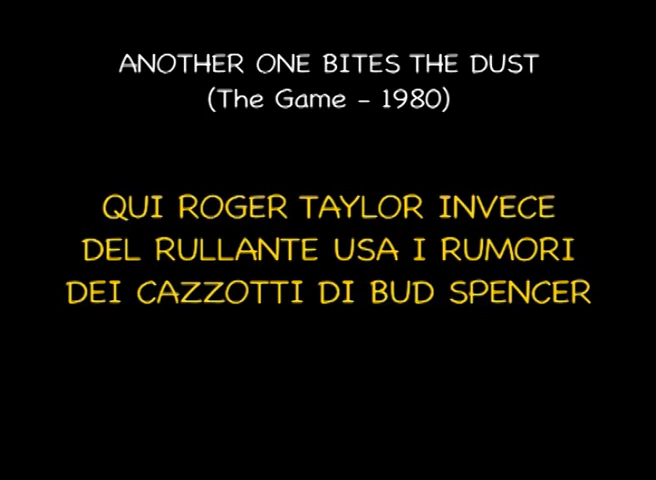 ANOTHER ONE BITES THE DUST
(The Game - 1980)
QUI ROGER TAYLOR INVECE
DEL RULLANTE USA I RUMORI
DEI CAZZOTTI DI BUD SPENCER